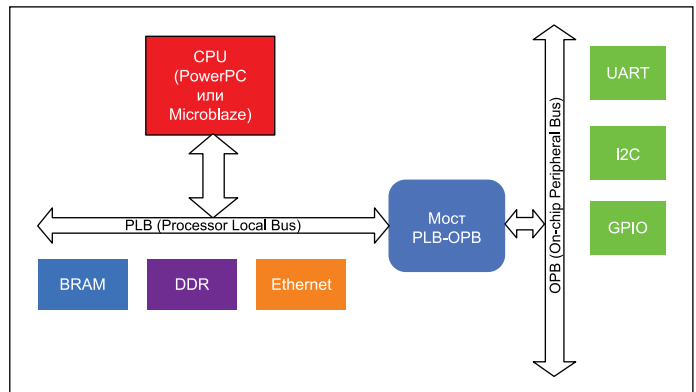 CPU
(PowerPC
или
Microblaze)
PLB (Processor Local Bus)
BRAM
DDR
Ethernet
Мост
PLB-OPB
OPB (On-chip Peripheral Bus)
UART
I2C
GPIO